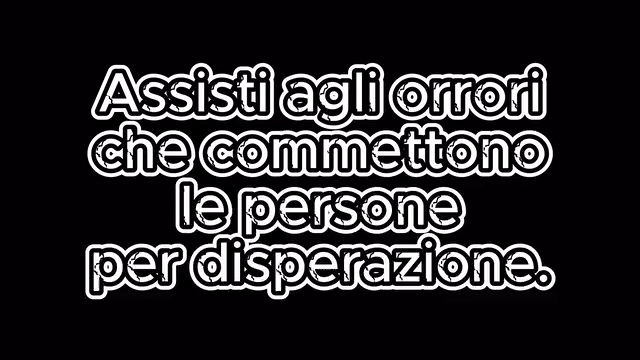 Assisti agli orrori
che commettono
le persone
per disperazione.